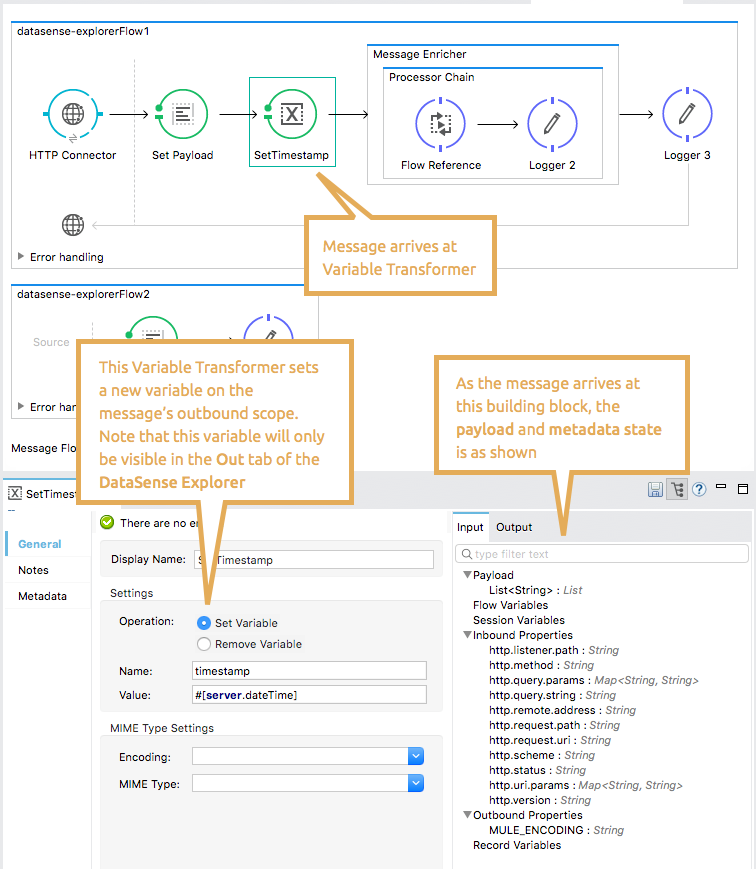 datasense-explorerFlow1
Message Enricher
Processor Chain
HTTP Connector
Set Payload
SetTimestamp
Flow Reference
Logger 2
Logger 3
Message arrives at
Variable Transformer
Error handling
datasense-explorerFlow2
Source
This Variable Transformer sets
a new variable on the
message's outbound scope.
Note that this variable will only
be visible in the Out tab of the
DataSense Explorer
As the message arrives at
this building block, the
payload and metadata state
is as shown
Error
Message
General
Notes
Metadata
There are no
Display Name:
Settings
Operation:
Set Variable
Remove Variable
Name:
timestamp
Value:
#[server.dateTime]
MIME Type Settings
Encoding:
MIME Type:
Input
Output
type filter text
Payload
List<String> : List
Flow Variables
Session Variables
Inbound Properties
http.listener.path : String
http.method : String
http.query.params : Map<String, String>
http.query.string : String
http.remote.address : String
http.request.path : String
http.request.uri : String
http.scheme : String
http.status : String
http.uri.params : Map<String, String>
http.version : String
Outbound Properties
MULE_ENCODING : String
Record Variables